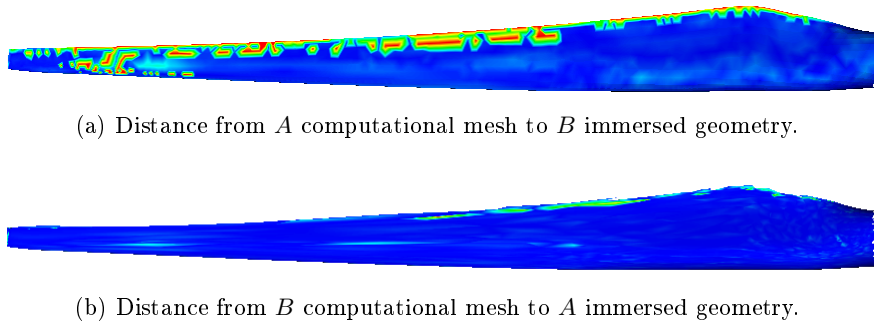 (a) Distance from A computational mesh to B immersed geometry.
(b) Distance from B computational mesh to A immersed geometry.